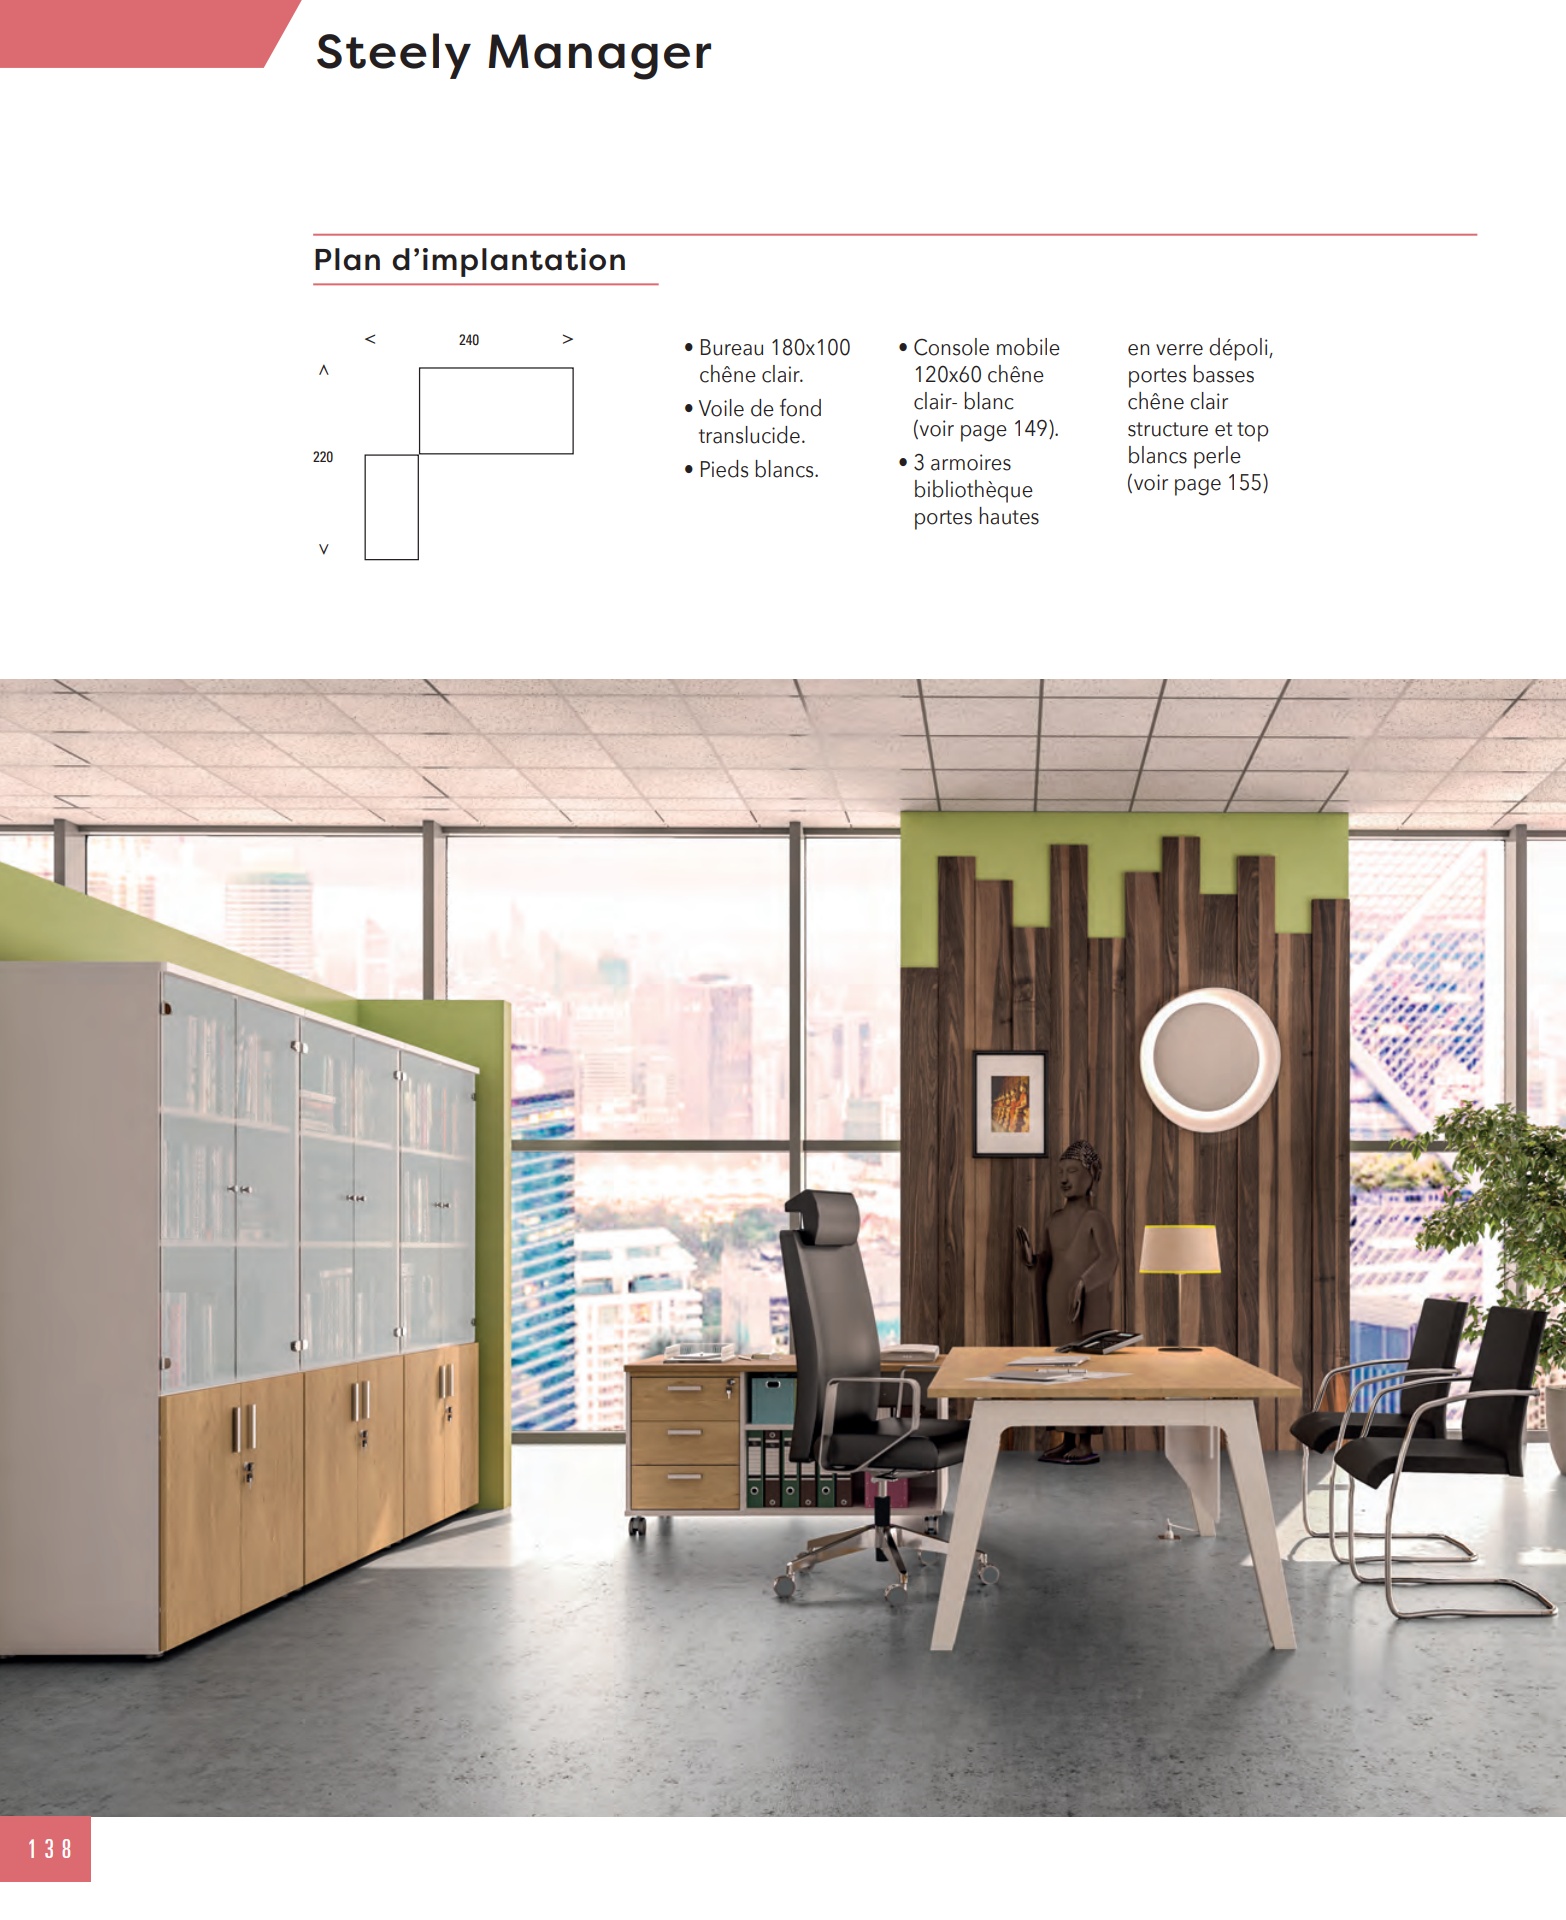 Steely Manager
Plan d’implantation
< 240 >
<
220
>
• Bureau 180x100
chêne clair.
• Voile de fond
translucide.
• Pieds blancs.
• Console mobile
120x60 chêne
clair- blanc
(voir page 149).
• 3 armoires
bibliothèque
portes hautes
en verre dépoli,
portes basses
chêne clair
structure et top
blancs perle
(voir page 155)
138